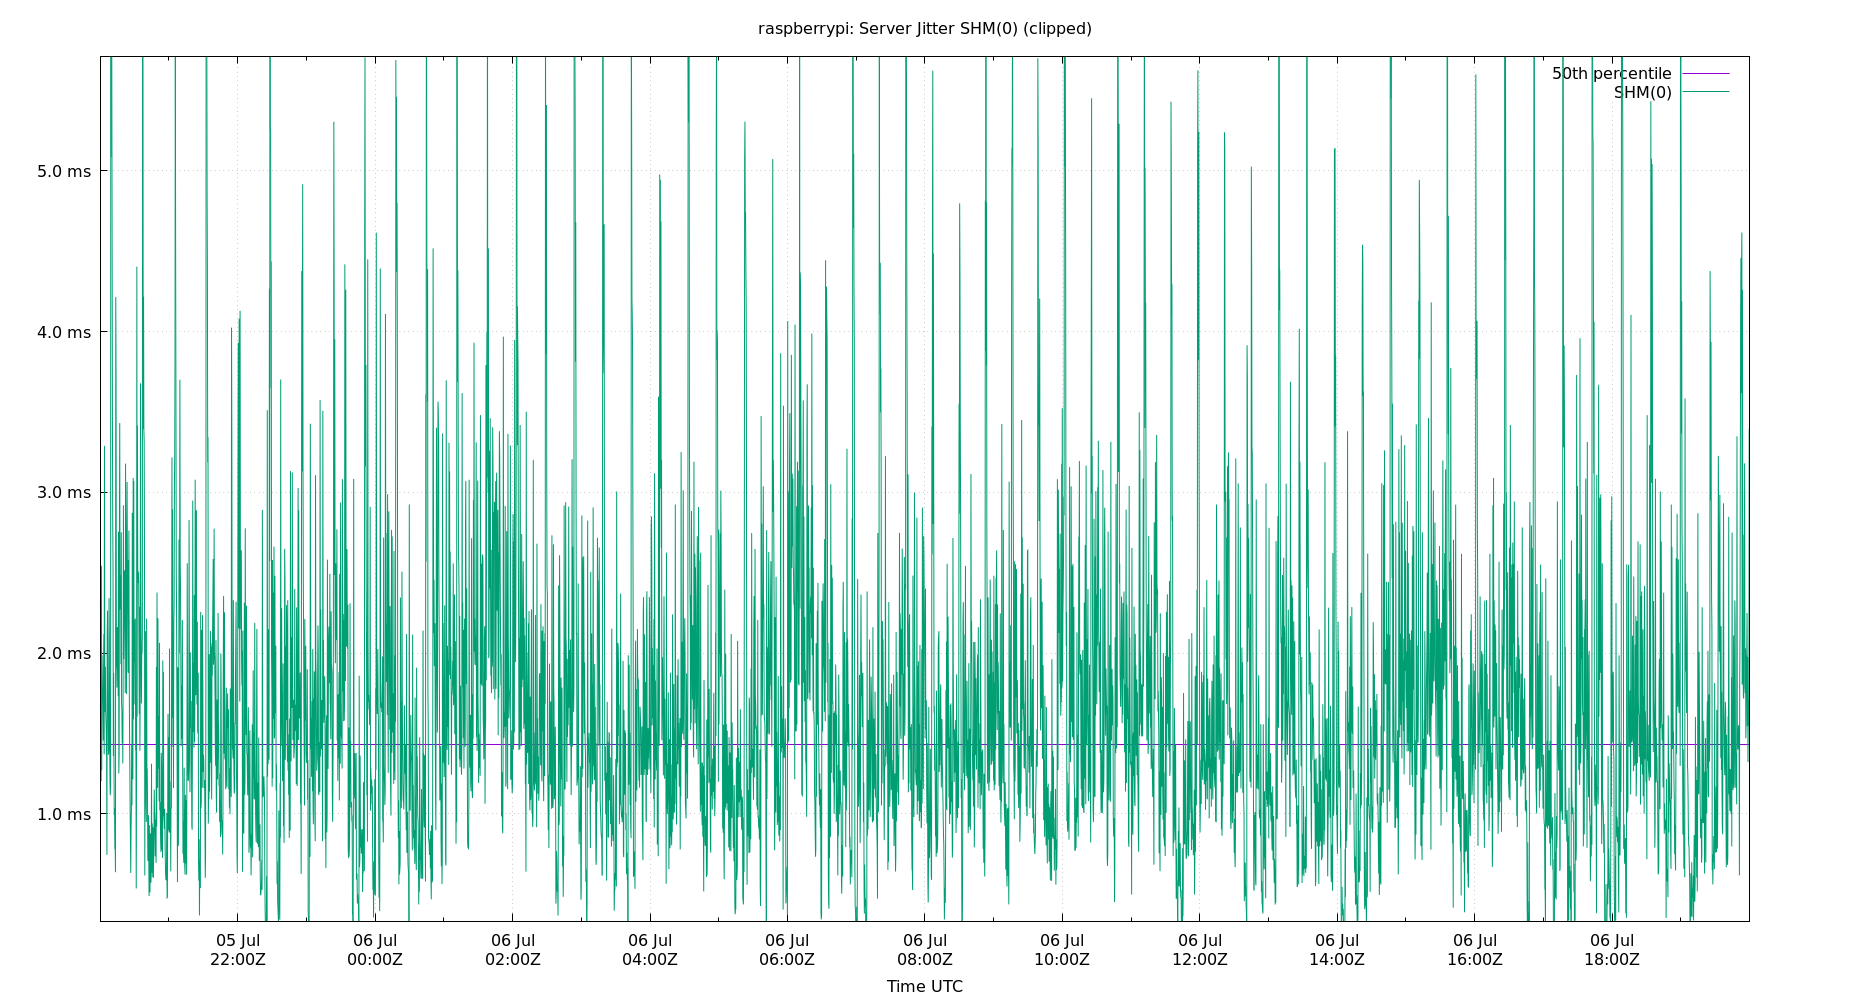 raspberrypi: Server Jitter SHM(0) (clipped)
50th percentile
SHM(0)
5.0 ms
4.0 ms
3.0 ms
2.0 ms
1.0 ms
05 Jul 06 Jul 06 Jul 06 Jul 06 Jul 06 Jul 06 Jul 06 Jul 06 Jul 06 Jul 06 Jul
22:00Z 00:00Z 02:00Z 04:00Z 06:00Z 08:00Z 10:00Z 12:00Z 14:00Z 16:00Z 18:00Z
Time UTC